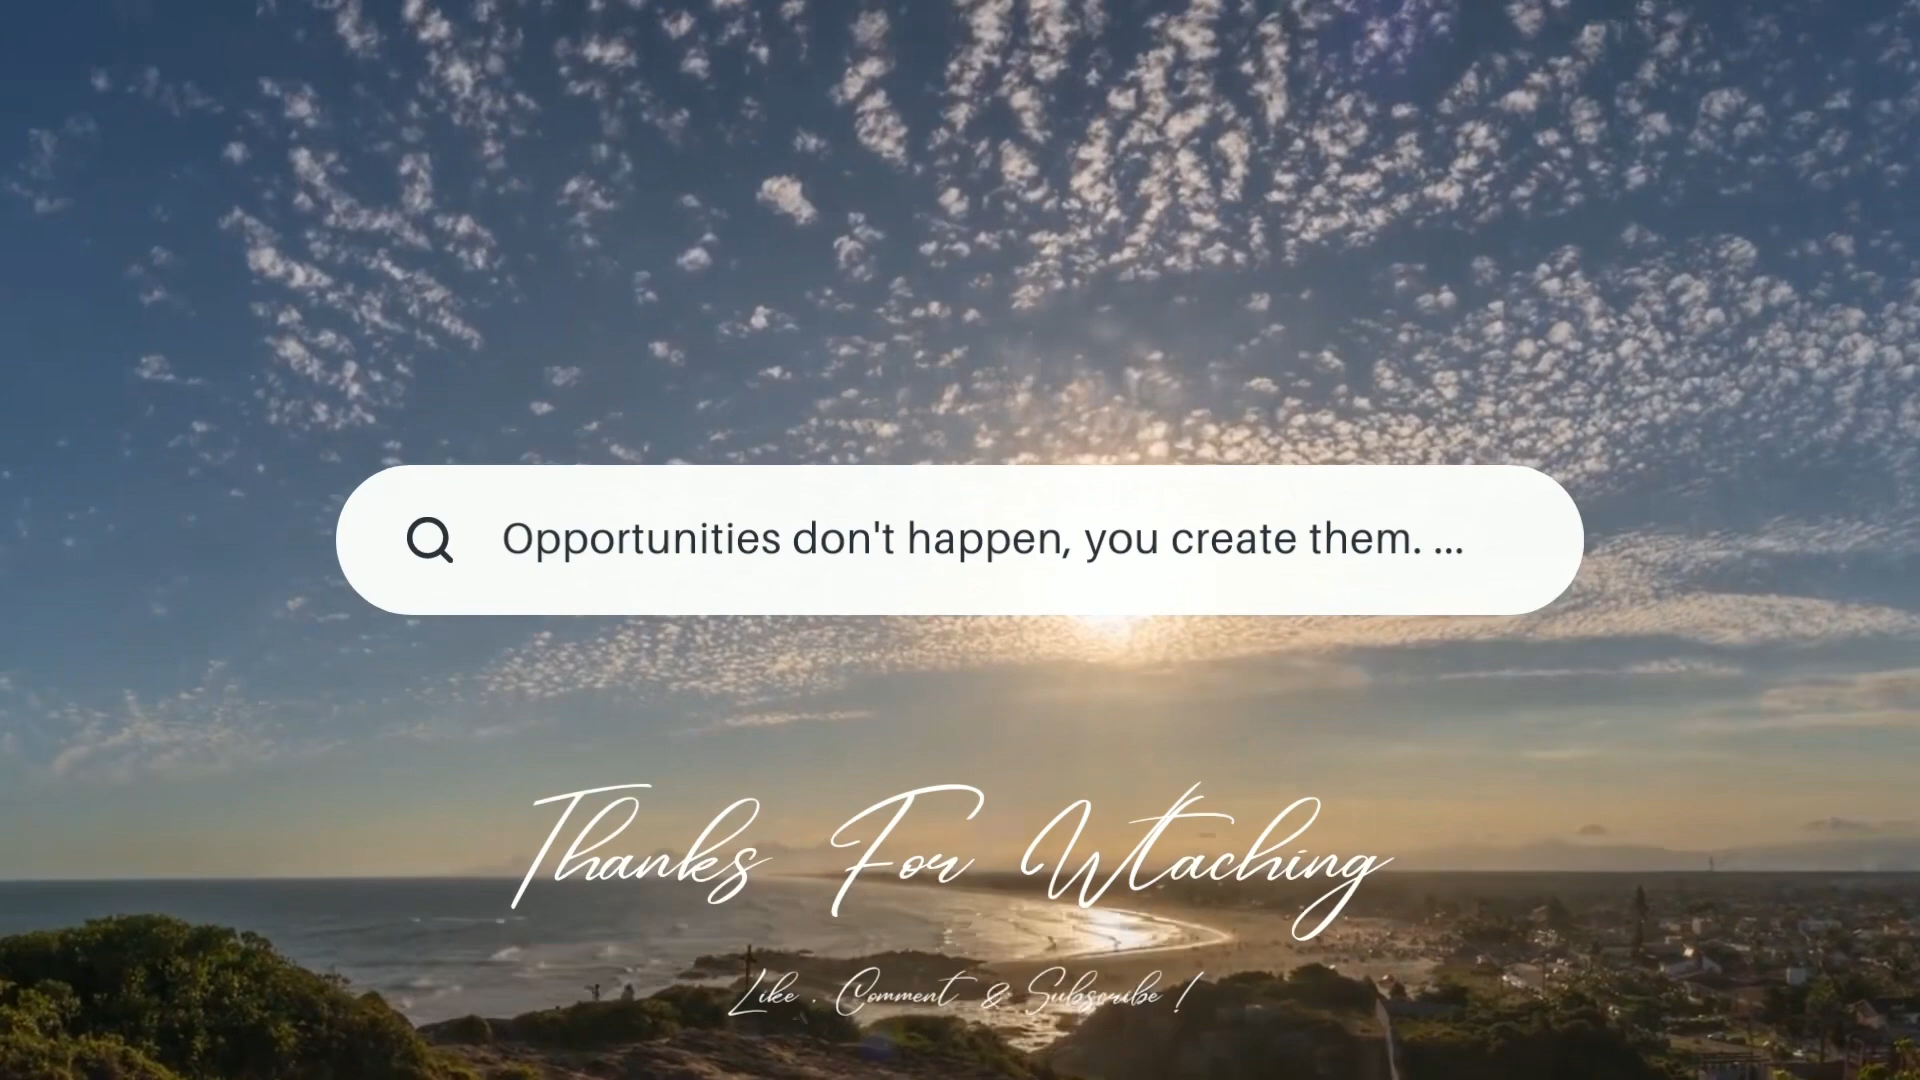 Opportunities don't happen, you create them. ...
Thanks For Wtaching
Like . Comment & Subscribe !